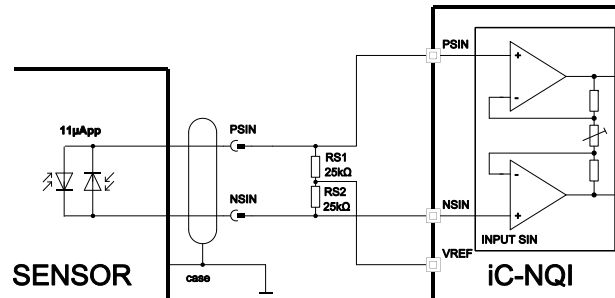 PSIN
11µApp
PSIN
RS1
25kΩ
RS2
25kΩ
NSIN
NSIN
INPUT SIN
VREF
case
SENSOR
iC-NQI
+
-
-
+